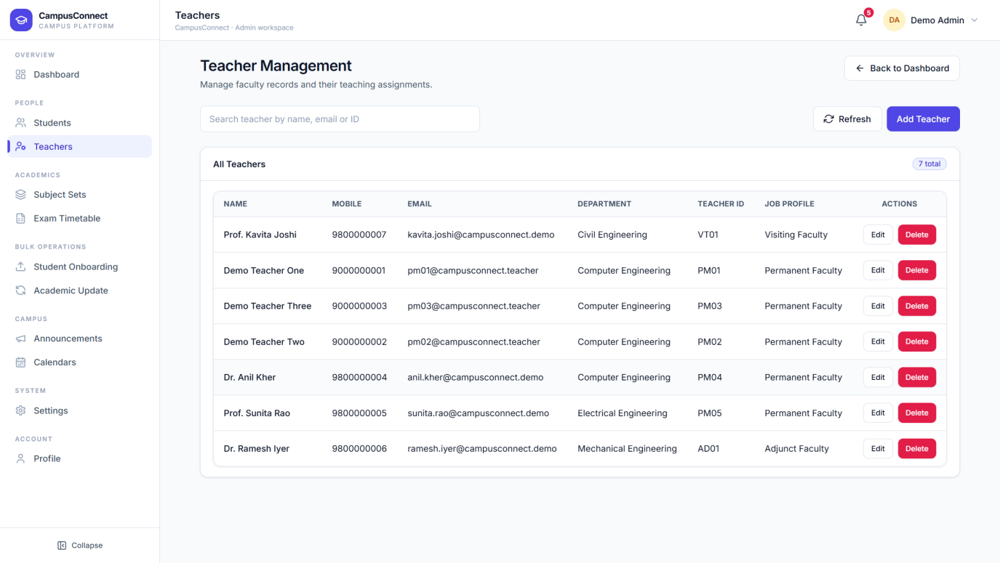 CampusConnect
CAMPUS PLATFORM
OVERVIEW
Dashboard
PEOPLE
Students
Teachers
ACADEMICS
Subject Sets
Exam Timetable
BULK OPERATIONS
Student Onboarding
Academic Update
CAMPUS
Announcements
Calendars
SYSTEM
Settings
ACCOUNT
Profile
Collapse
Teachers
CampusConnect · Admin workspace
5
DA Demo Admin
Teacher Management
Manage faculty records and their teaching assignments.
Back to Dashboard
Search teacher by name, email or ID
Refresh
Add Teacher
All Teachers
7 total
NAME MOBILE EMAIL DEPARTMENT TEACHER ID JOB PROFILE ACTIONS
Prof. Kavita Joshi 9800000007 kavita.joshi@campusconnect.demo Civil Engineering VT01 Visiting Faculty Edit Delete
Demo Teacher One 9000000001 pm01@campusconnect.teacher Computer Engineering PM01 Permanent Faculty Edit Delete
Demo Teacher Three 9000000003 pm03@campusconnect.teacher Computer Engineering PM03 Permanent Faculty Edit Delete
Demo Teacher Two 9000000002 pm02@campusconnect.teacher Computer Engineering PM02 Permanent Faculty Edit Delete
Dr. Anil Kher 9800000004 anil.kher@campusconnect.demo Computer Engineering PM04 Permanent Faculty Edit Delete
Prof. Sunita Rao 9800000005 sunita.rao@campusconnect.demo Electrical Engineering PM05 Permanent Faculty Edit Delete
Dr. Ramesh Iyer 9800000006 ramesh.iyer@campusconnect.demo Mechanical Engineering AD01 Adjunct Faculty Edit Delete